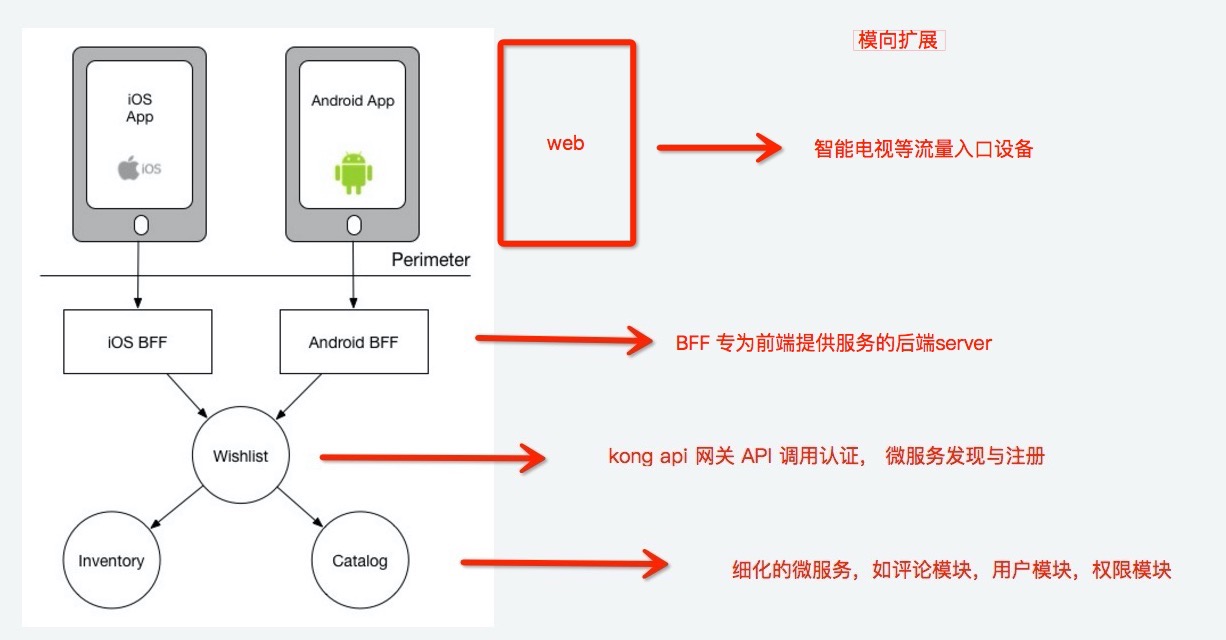 模向扩展
iOS
App
iOS
Android App
web
智能电视等流量入口设备
Perimeter
iOS BFF
Android BFF
BFF 专为前端提供服务的后端server
Wishlist
kong api 网关 API 调用认证， 微服务发现与注册
Inventory
Catalog
细化的微服务，如评论模块，用户模块，权限模块